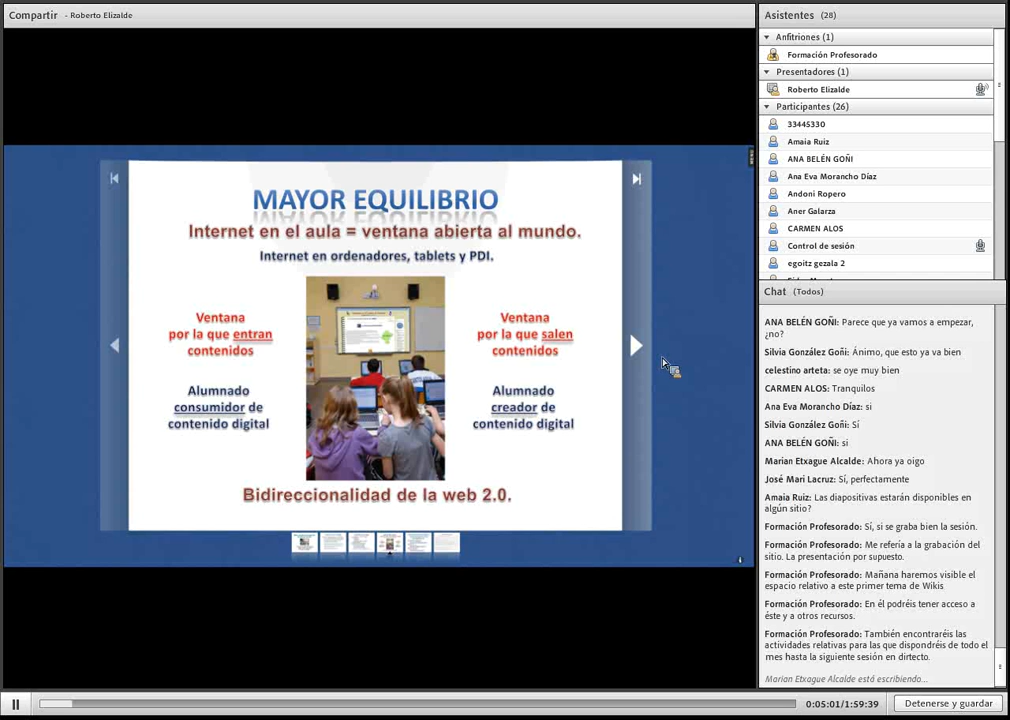 Compartir - Roberto Elizalde
MAYOR EQUILIBRIO
Internet en el aula = ventana abierta al mundo.
Internet en ordenadores, tablets y PDI.
Ventana
por la que entran
contenidos
Alumnado
consumidor de
contenido digital
Ventana
por la que salen
contenidos
Alumnado
creador de
contenido digital
Bidireccionalidad de la web 2.0.
Asistentes (28)
Anfitriones (1)
Formación Profesorado
Presentadores (1)
Roberto Elizalde
Participantes (26)
33445330
Amaia Ruiz
ANA BELÉN GOÑI
Ana Eva Morancho Díaz
Andoni Ropero
Aner Galarza
CARMEN ALOS
Control de sesión
egoitz gezala 2
Chat (Todos)
ANA BELÉN GOÑI: Parece que ya vamos a empezar,
¿no?
Silvia González Goñi: Ánimo, que esto ya va bien
celestino arteta: se oye muy bien
CARMEN ALOS: Tranquilos
Ana Eva Morancho Díaz: si
Silvia González Goñi: Sí
ANA BELÉN GOÑI: si
Marian Etxague Alcalde: Ahora ya oigo
José Mari Lacruz: Sí, perfectamente
Amaia Ruiz: Las diapositivas estarán disponibles en
algún sitio?
Formación Profesorado: Sí, si se graba bien la sesión.
Formación Profesorado: Me refería a la grabación del
sitio. La presentación por supuesto.
Formación Profesorado: Mañana haremos visible el
espacio relativo a este primer tema de Wikis
Formación Profesorado: En él podréis tener acceso a
éste y a otros recursos.
Formación Profesorado: También encontraréis las
actividades relativas para las que dispondréis de todo el
mes hasta la siguiente sesión en dirtecto.
Marian Etxague Alcalde está escribiendo...
0:05:01/1:59:39
Detenerse y guardar